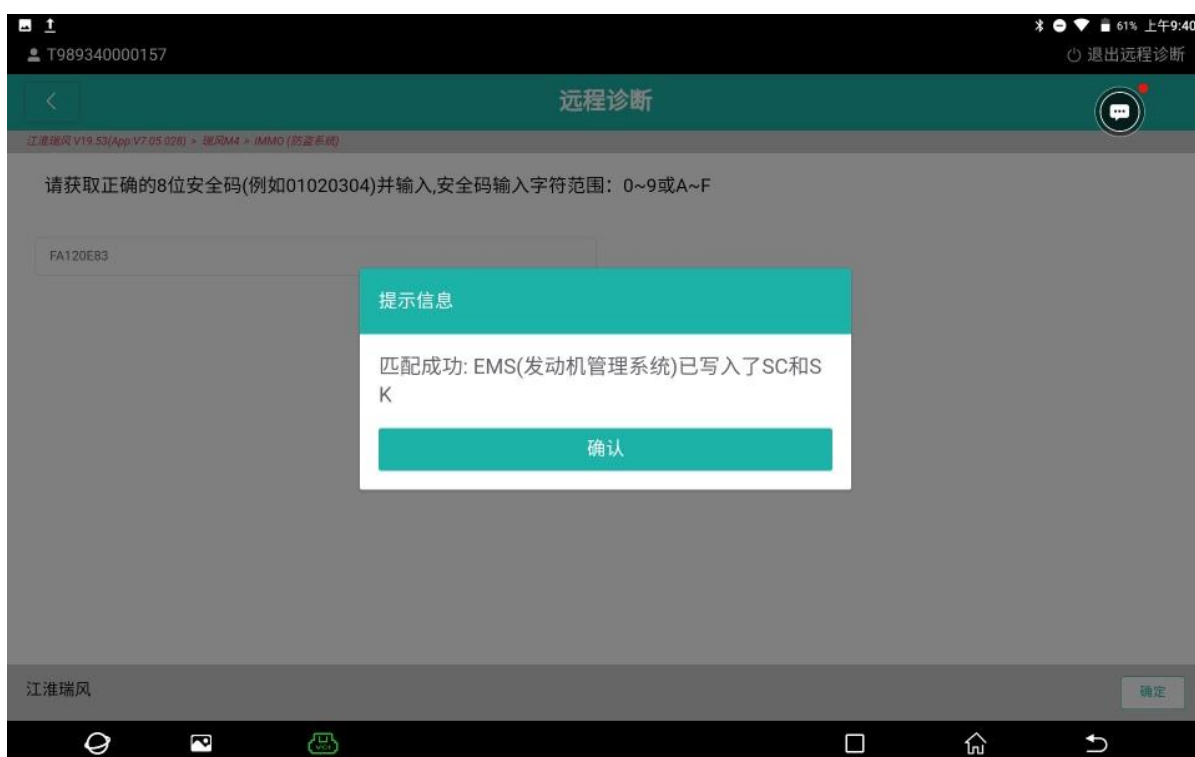 61% 上午9:40
T989340000157
退出远程诊断
远程诊断
江淮瑞风 V19.53(App:V7.05.028) > 瑞风M4 > IMMO (防盗系统)
请获取正确的8位安全码(例如01020304)并输入,安全码输入字符范围：0~9或A~F
FA120E83
提示信息
匹配成功: EMS(发动机管理系统)已写入了SC和S
K
确认
江淮瑞风
确定
VCI